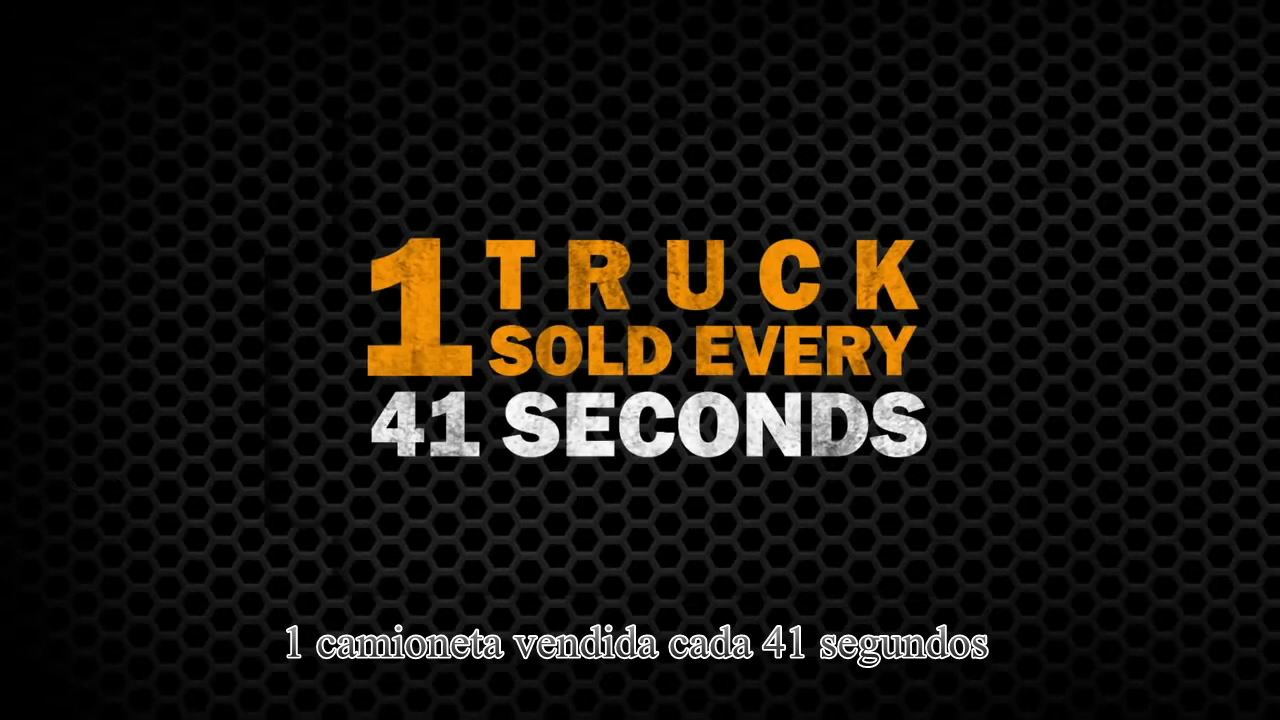 1 TRUCK
SOLD EVERY
41 SECONDS
1 camioneta vendida cada 41 segundos